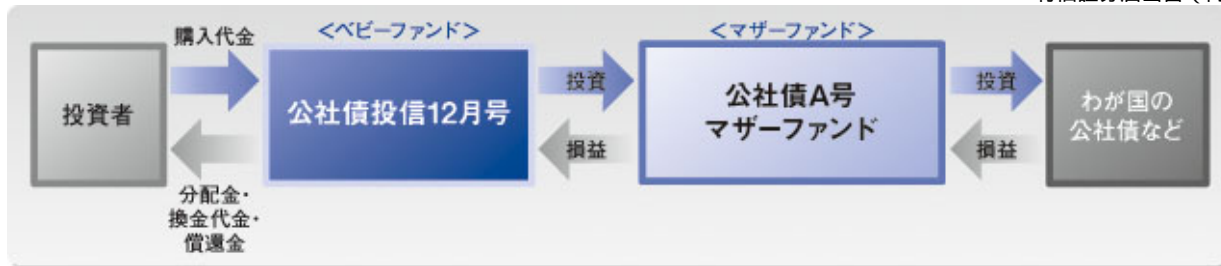 購入代金
<ベビーファンド>
<マザーファンド>
投資者
公社債投信12月号
投資
公社債A号
マザーファンド
投資
わが国の
公社債など
損益
損益
分配金・
換金代金・
償還金